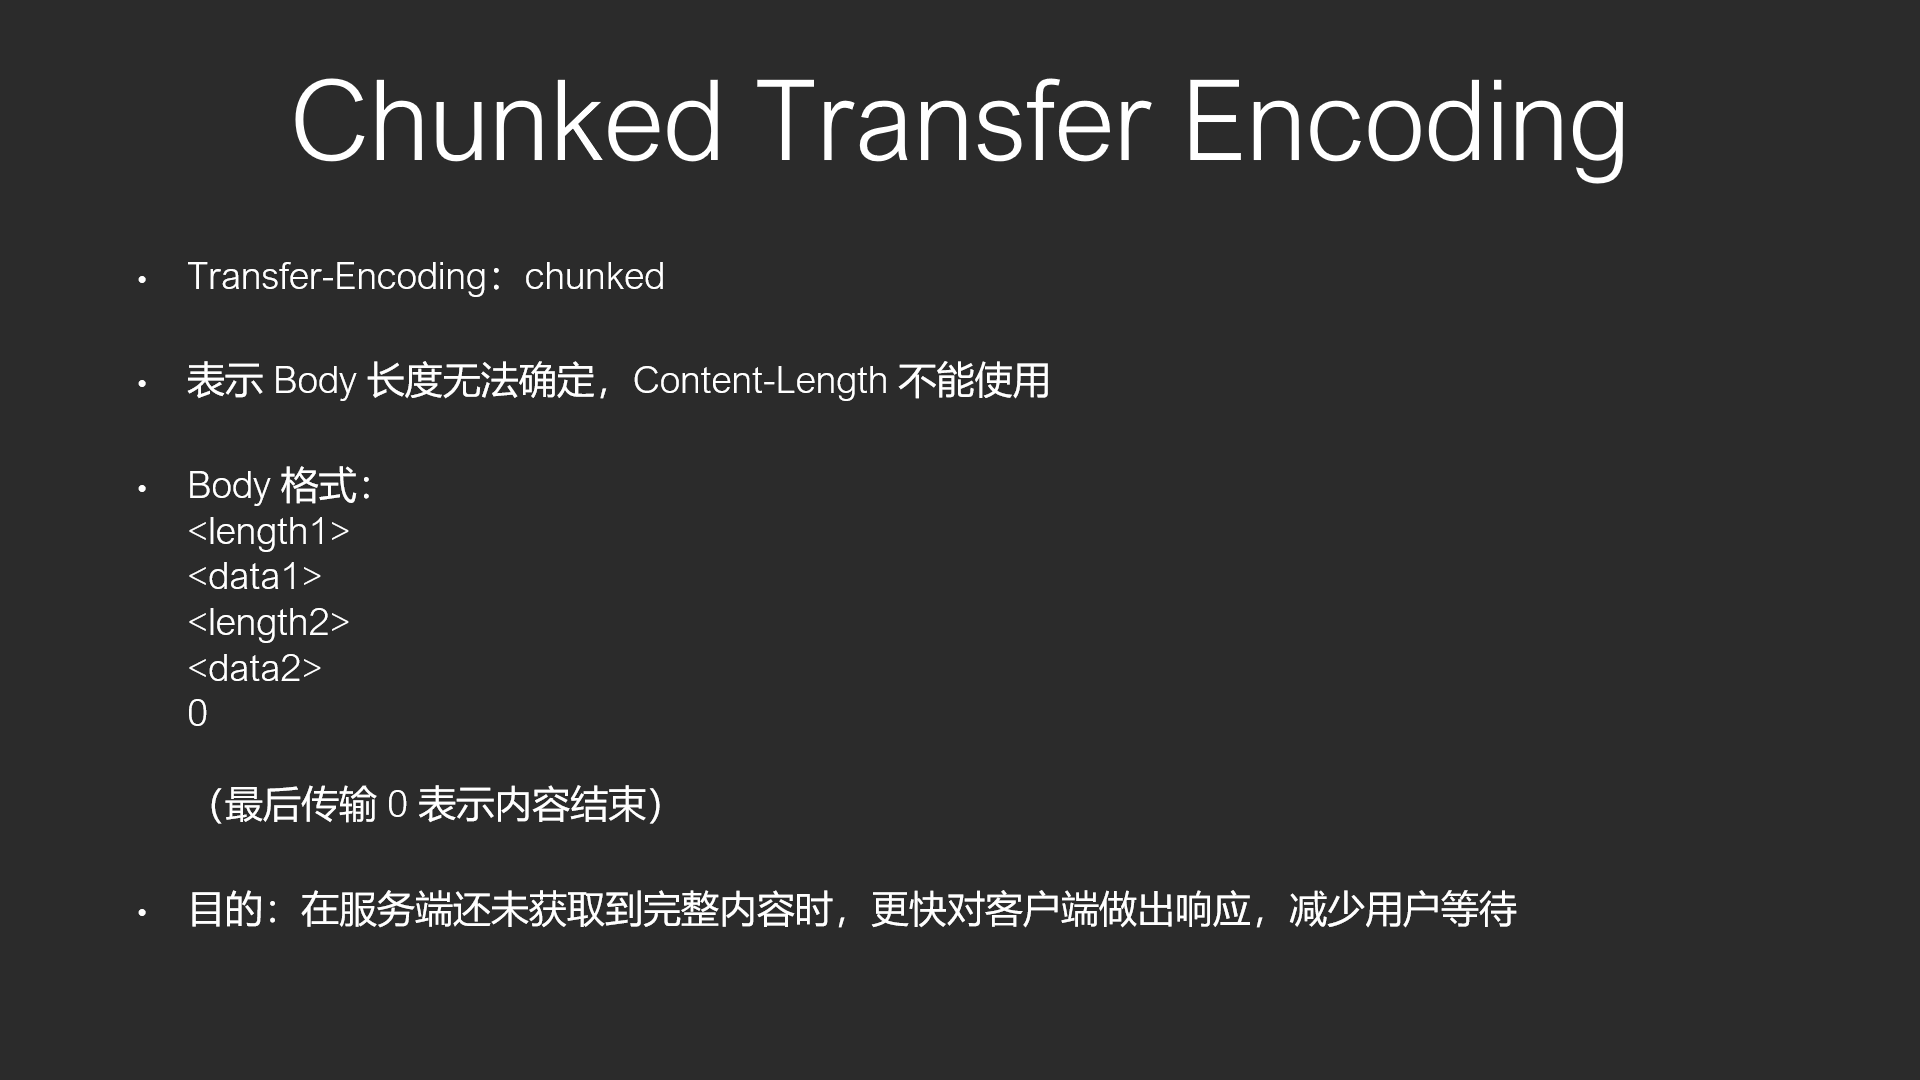 Chunked Transfer Encoding
• Transfer-Encoding：chunked
• 表示 Body 长度无法确定，Content-Length 不能使用
• Body 格式：
<length1>
<data1>
<length2>
<data2>
0
（最后传输 0 表示内容结束）
• 目的：在服务端还未获取到完整内容时，更快对客户端做出响应，减少用户等待